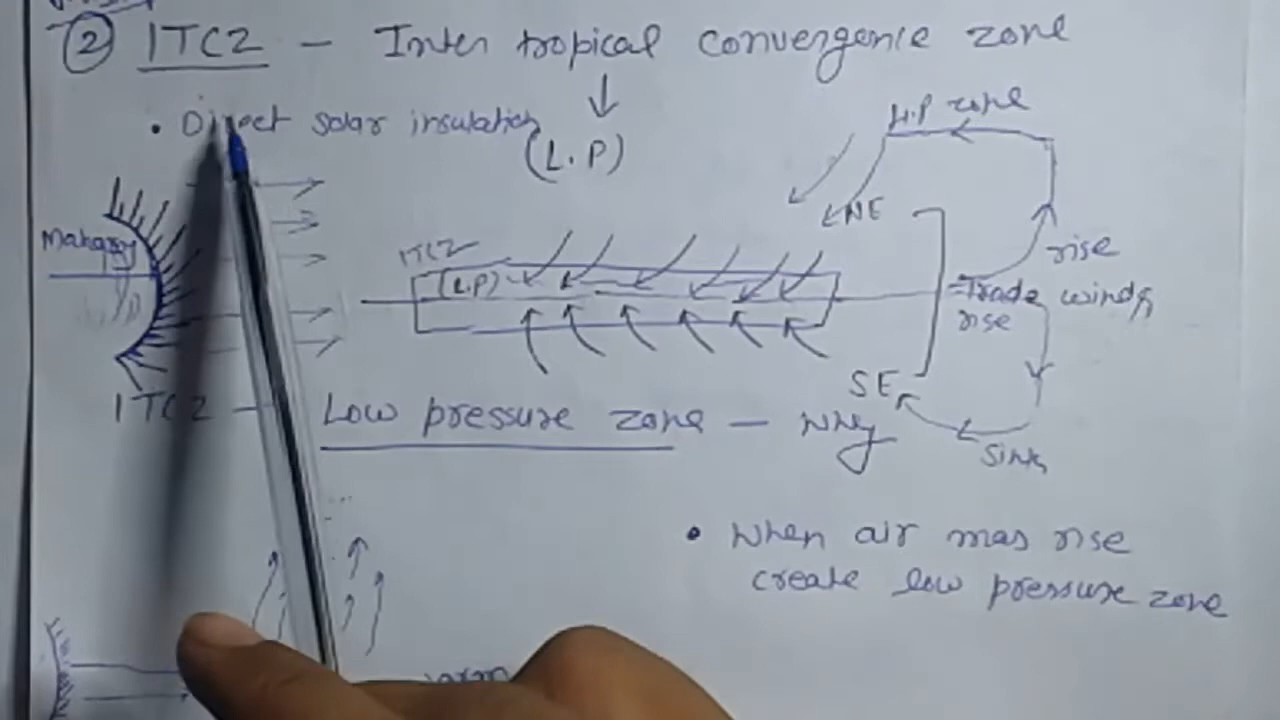 ② ITCZ - Inter tropical convergence zone
(L.P)
• Direct solar insulation
H.P zone
NE
rise
Trade winds
rise
ITCZ
(L.P)
SE
Sink
ITCZ - Low pressure zone - Why
• When air mas rise
create low pressure zone